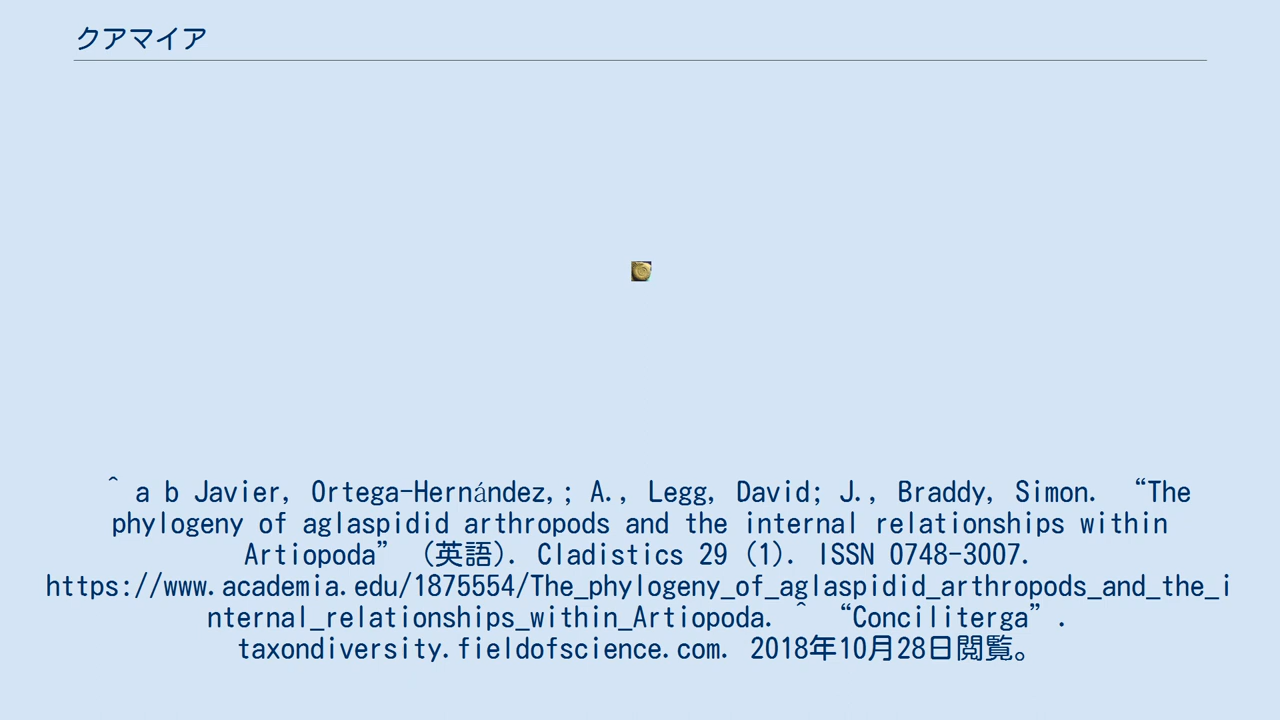 クアマイア
^ a b Javier, Ortega-Hernández,; A., Legg, David; J., Braddy, Simon. “The
phylogeny of aglaspidid arthropods and the internal relationships within
Artiopoda” (英語). Cladistics 29 (1). ISSN 0748-3007.
https://www.academia.edu/1875554/The_phylogeny_of_aglaspidid_arthropods_and_the_i
nternal_relationships_within_Artiopoda. ^ “Conciliterga”.
taxondiversity.fieldofscience.com. 2018年10月28日閲覧。